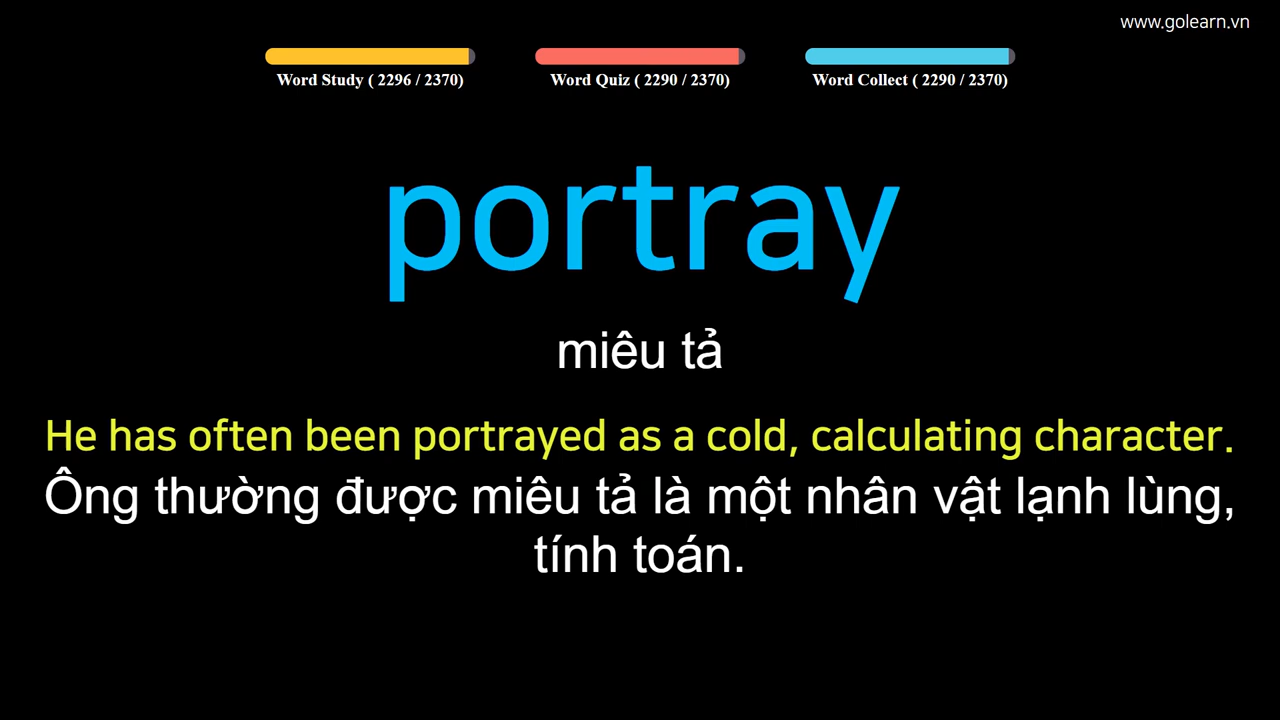 www.golearn.vn
Word Study ( 2296 / 2370)
Word Quiz ( 2290 / 2370)
Word Collect ( 2290 / 2370)
portray
miêu tả
He has often been portrayed as a cold, calculating character.
Ông thường được miêu tả là một nhân vật lạnh lùng,
tính toán.